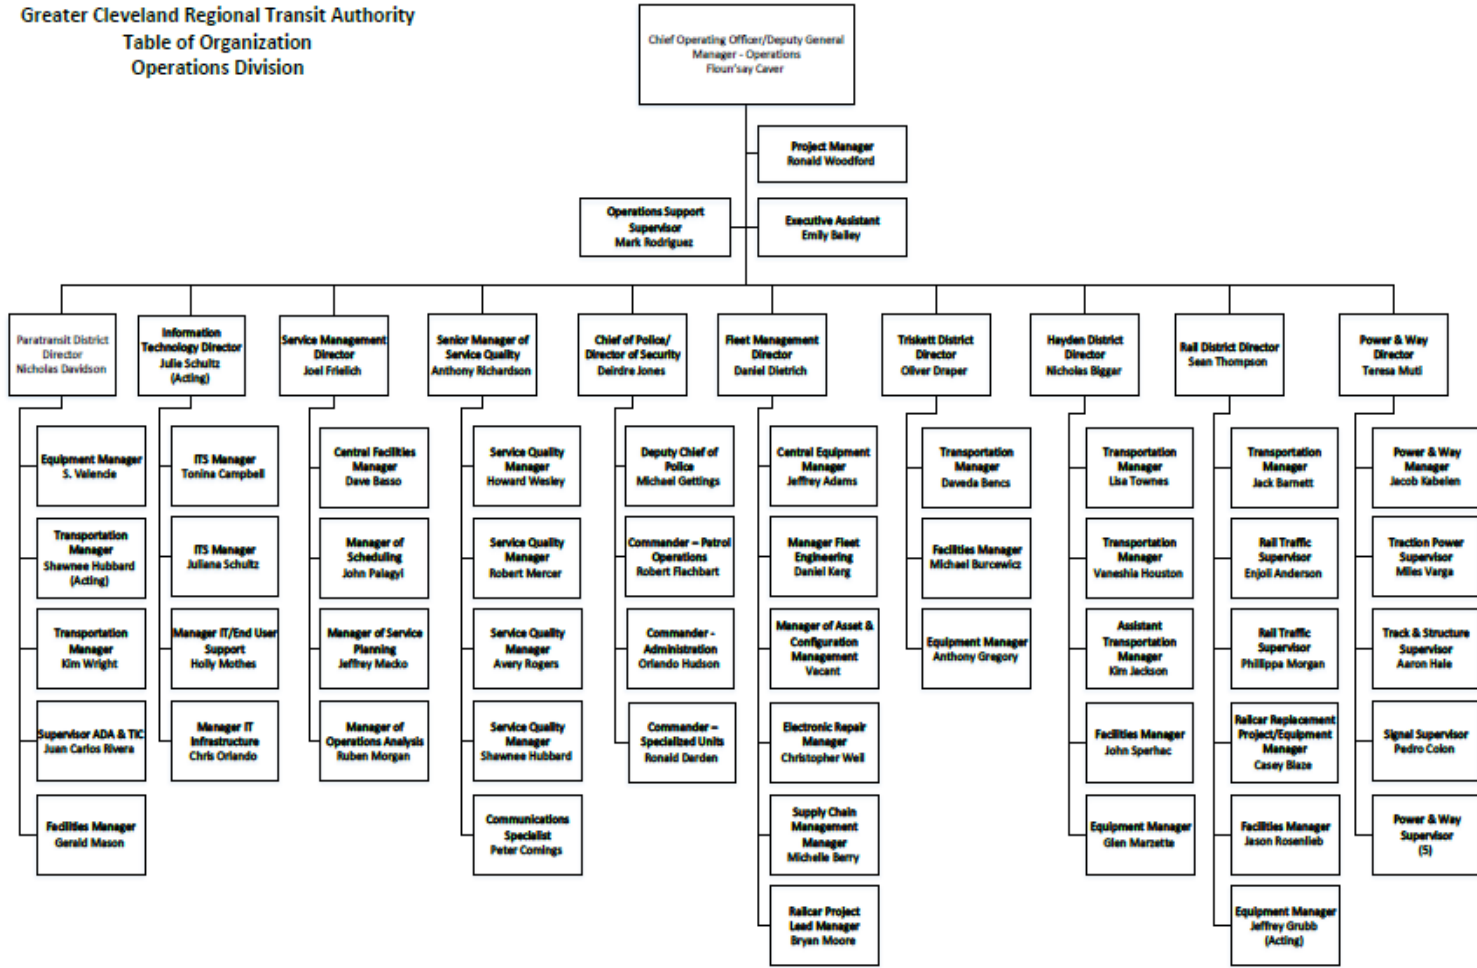 Greater Cleveland Regional Transit Authority
Table of Organization
Operations Division
Chief Operating Officer/Deputy General
Manager - Operations
Floun'say Caver
Project Manager
Ronald Woodford
Operations Support
Supervisor
Mark Rodriguez
Executive Assistant
Emily Bailey
Paratransit District
Director
Nicholas Davidson
Information
Technology Director
Julie Schultz
(Acting)
Service Management
Director
Joel Frielich
Senior Manager of
Service Quality
Anthony Richardson
Chief of Police/
Director of Security
Deirdre Jones
Fleet Management
Director
Daniel Dietrich
Triskett District
Director
Oliver Draper
Hayden District
Director
Nicholas Biggar
Rail District Director
Sean Thompson
Power & Way
Director
Teresa Muti
Equipment Manager
S. Valencie
Transportation
Manager
Shawnee Hubbard
(Acting)
Transportation
Manager
Kim Wright
Supervisor ADA & TIC
Juan Carlos Rivera
Facilities Manager
Gerald Mason
ITS Manager
Tonina Campbell
ITS Manager
Juliana Schultz
Manager IT/End User
Support
Holly Mothes
Manager IT
Infrastructure
Chris Orlando
Central Facilities
Manager
Dave Basso
Manager of
Scheduling
John Palagyi
Manager of Service
Planning
Jeffrey Macko
Manager of
Operations Analysis
Ruben Morgan
Service Quality
Manager
Howard Wesley
Service Quality
Manager
Robert Mercer
Service Quality
Manager
Avery Rogers
Service Quality
Manager
Shawnee Hubbard
Communications
Specialist
Peter Comings
Deputy Chief of
Police
Michael Gettings
Commander – Patrol
Operations
Robert Flachbart
Commander -
Administration
Orlando Hudson
Commander –
Specialized Units
Ronald Darden
Central Equipment
Manager
Jeffrey Adams
Manager Fleet
Engineering
Daniel Kerg
Manager of Asset &
Configuration
Management
Vacant
Electronic Repair
Manager
Christopher Weil
Supply Chain
Management
Manager
Michelle Berry
Railcar Project
Lead Manager
Bryan Moore
Transportation
Manager
Daveda Bencs
Facilities Manager
Michael Burcewicz
Equipment Manager
Anthony Gregory
Transportation
Manager
Lisa Townes
Transportation
Manager
Vaneshia Houston
Assistant
Transportation
Manager
Kim Jackson
Facilities Manager
John Sperhac
Equipment Manager
Glen Marzette
Transportation
Manager
Jack Barnett
Rail Traffic
Supervisor
Enjoli Anderson
Rail Traffic
Supervisor
Phillippa Morgan
Railcar Replacement
Project/Equipment
Manager
Casey Blaze
Facilities Manager
Jason Rosenlieb
Equipment Manager
Jeffrey Grubb
(Acting)
Power & Way
Manager
Jacob Kabelen
Traction Power
Supervisor
Miles Varga
Track & Structure
Supervisor
Aaron Hale
Signal Supervisor
Pedro Colon
Power & Way
Supervisor
(5)